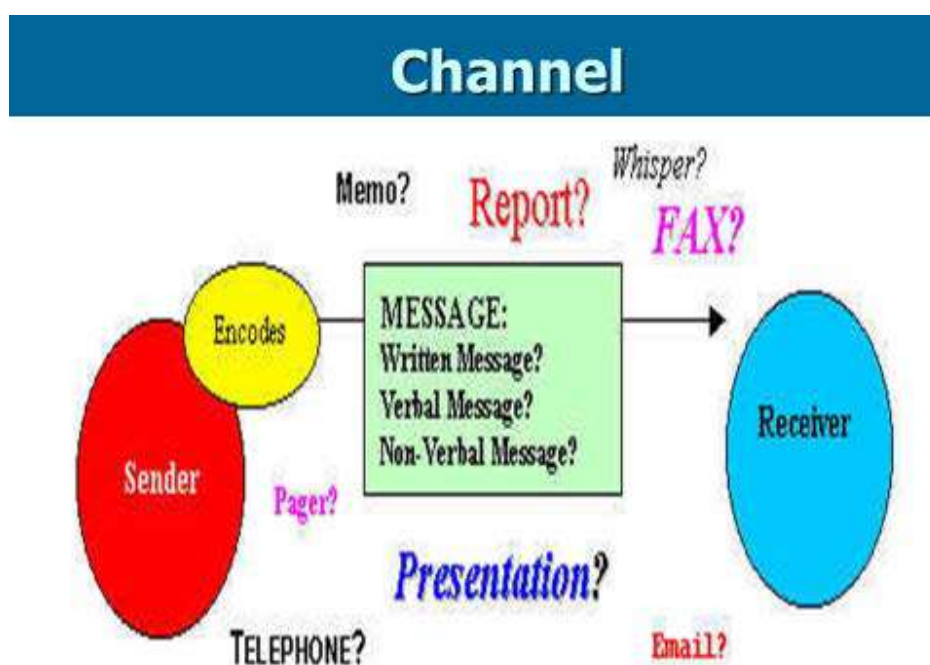 Channel
Memo?
Report?
Whisper?
FAX?
Encodes
MESSAGE:
Written Message?
Verbal Message?
Non-Verbal Message?
Sender
Receiver
Pager?
Presentation?
TELEPHONE?
Email?